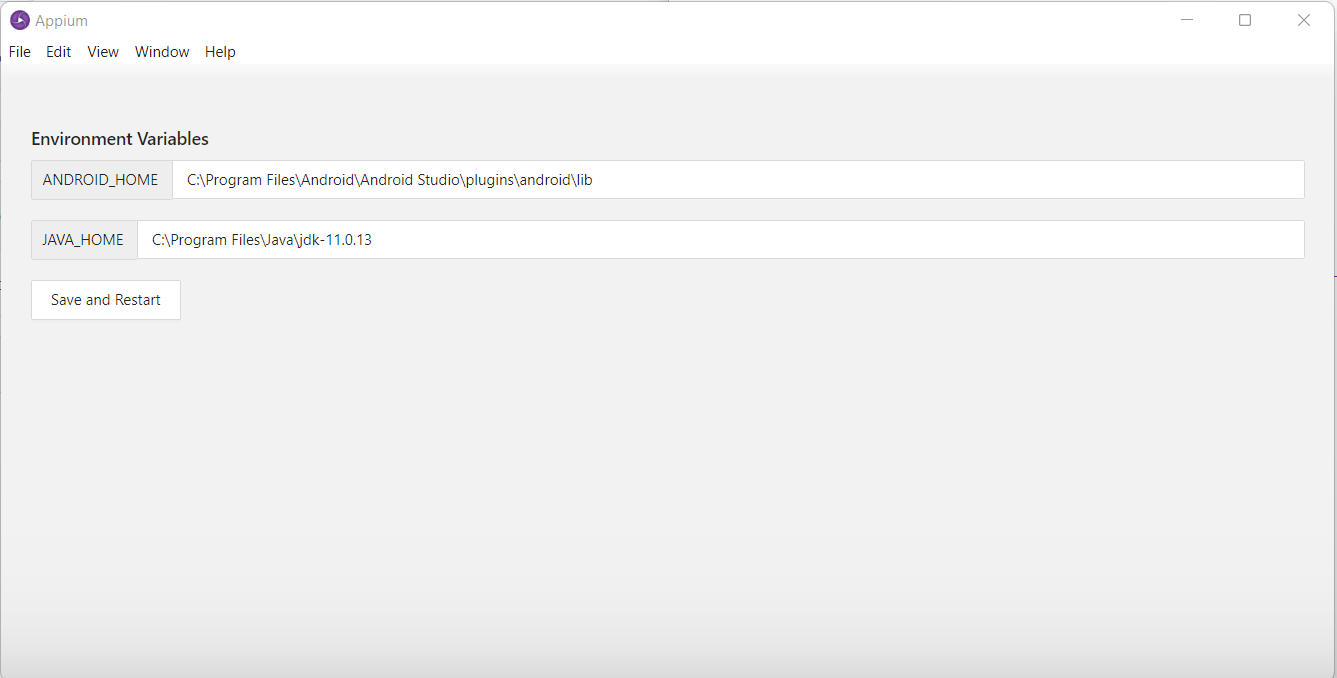 Appium
File Edit View Window Help
Environment Variables
ANDROID_HOME C:\Program Files\Android\Android Studio\plugins\android\lib
JAVA_HOME C:\Program Files\Java\jdk-11.0.13
Save and Restart